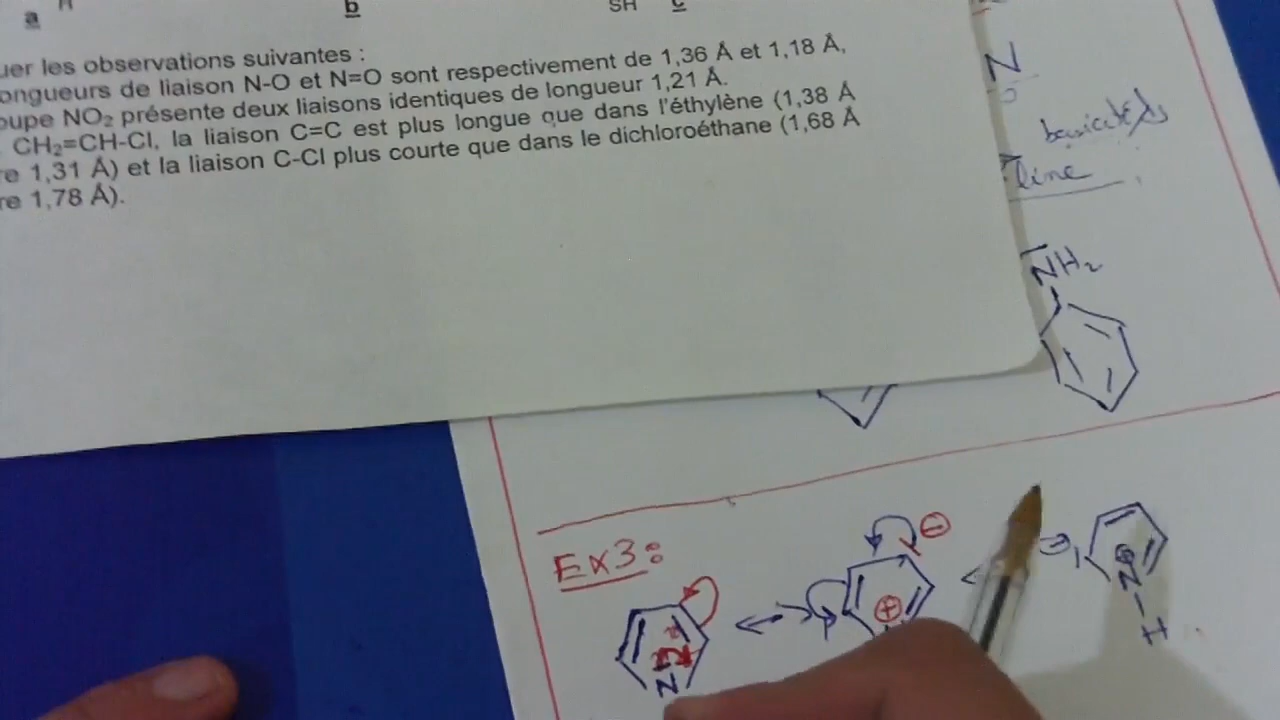 a H b SH c
uer les observations suivantes :
ongueurs de liaison N-O et N=O sont respectivement de 1,36 Å et 1,18 Å,
oupe NO₂ présente deux liaisons identiques de longueur 1,21 Å.
CH₂=CH-Cl, la liaison C=C est plus longue que dans l'éthylène (1,38 Å
re 1,31 Å) et la liaison C-Cl plus courte que dans le dichloroéthane (1,68 Å
re 1,78 Å).
N
line
NH₂
Ex3:
⊖
⊕
N
⊖
⊕
N
H